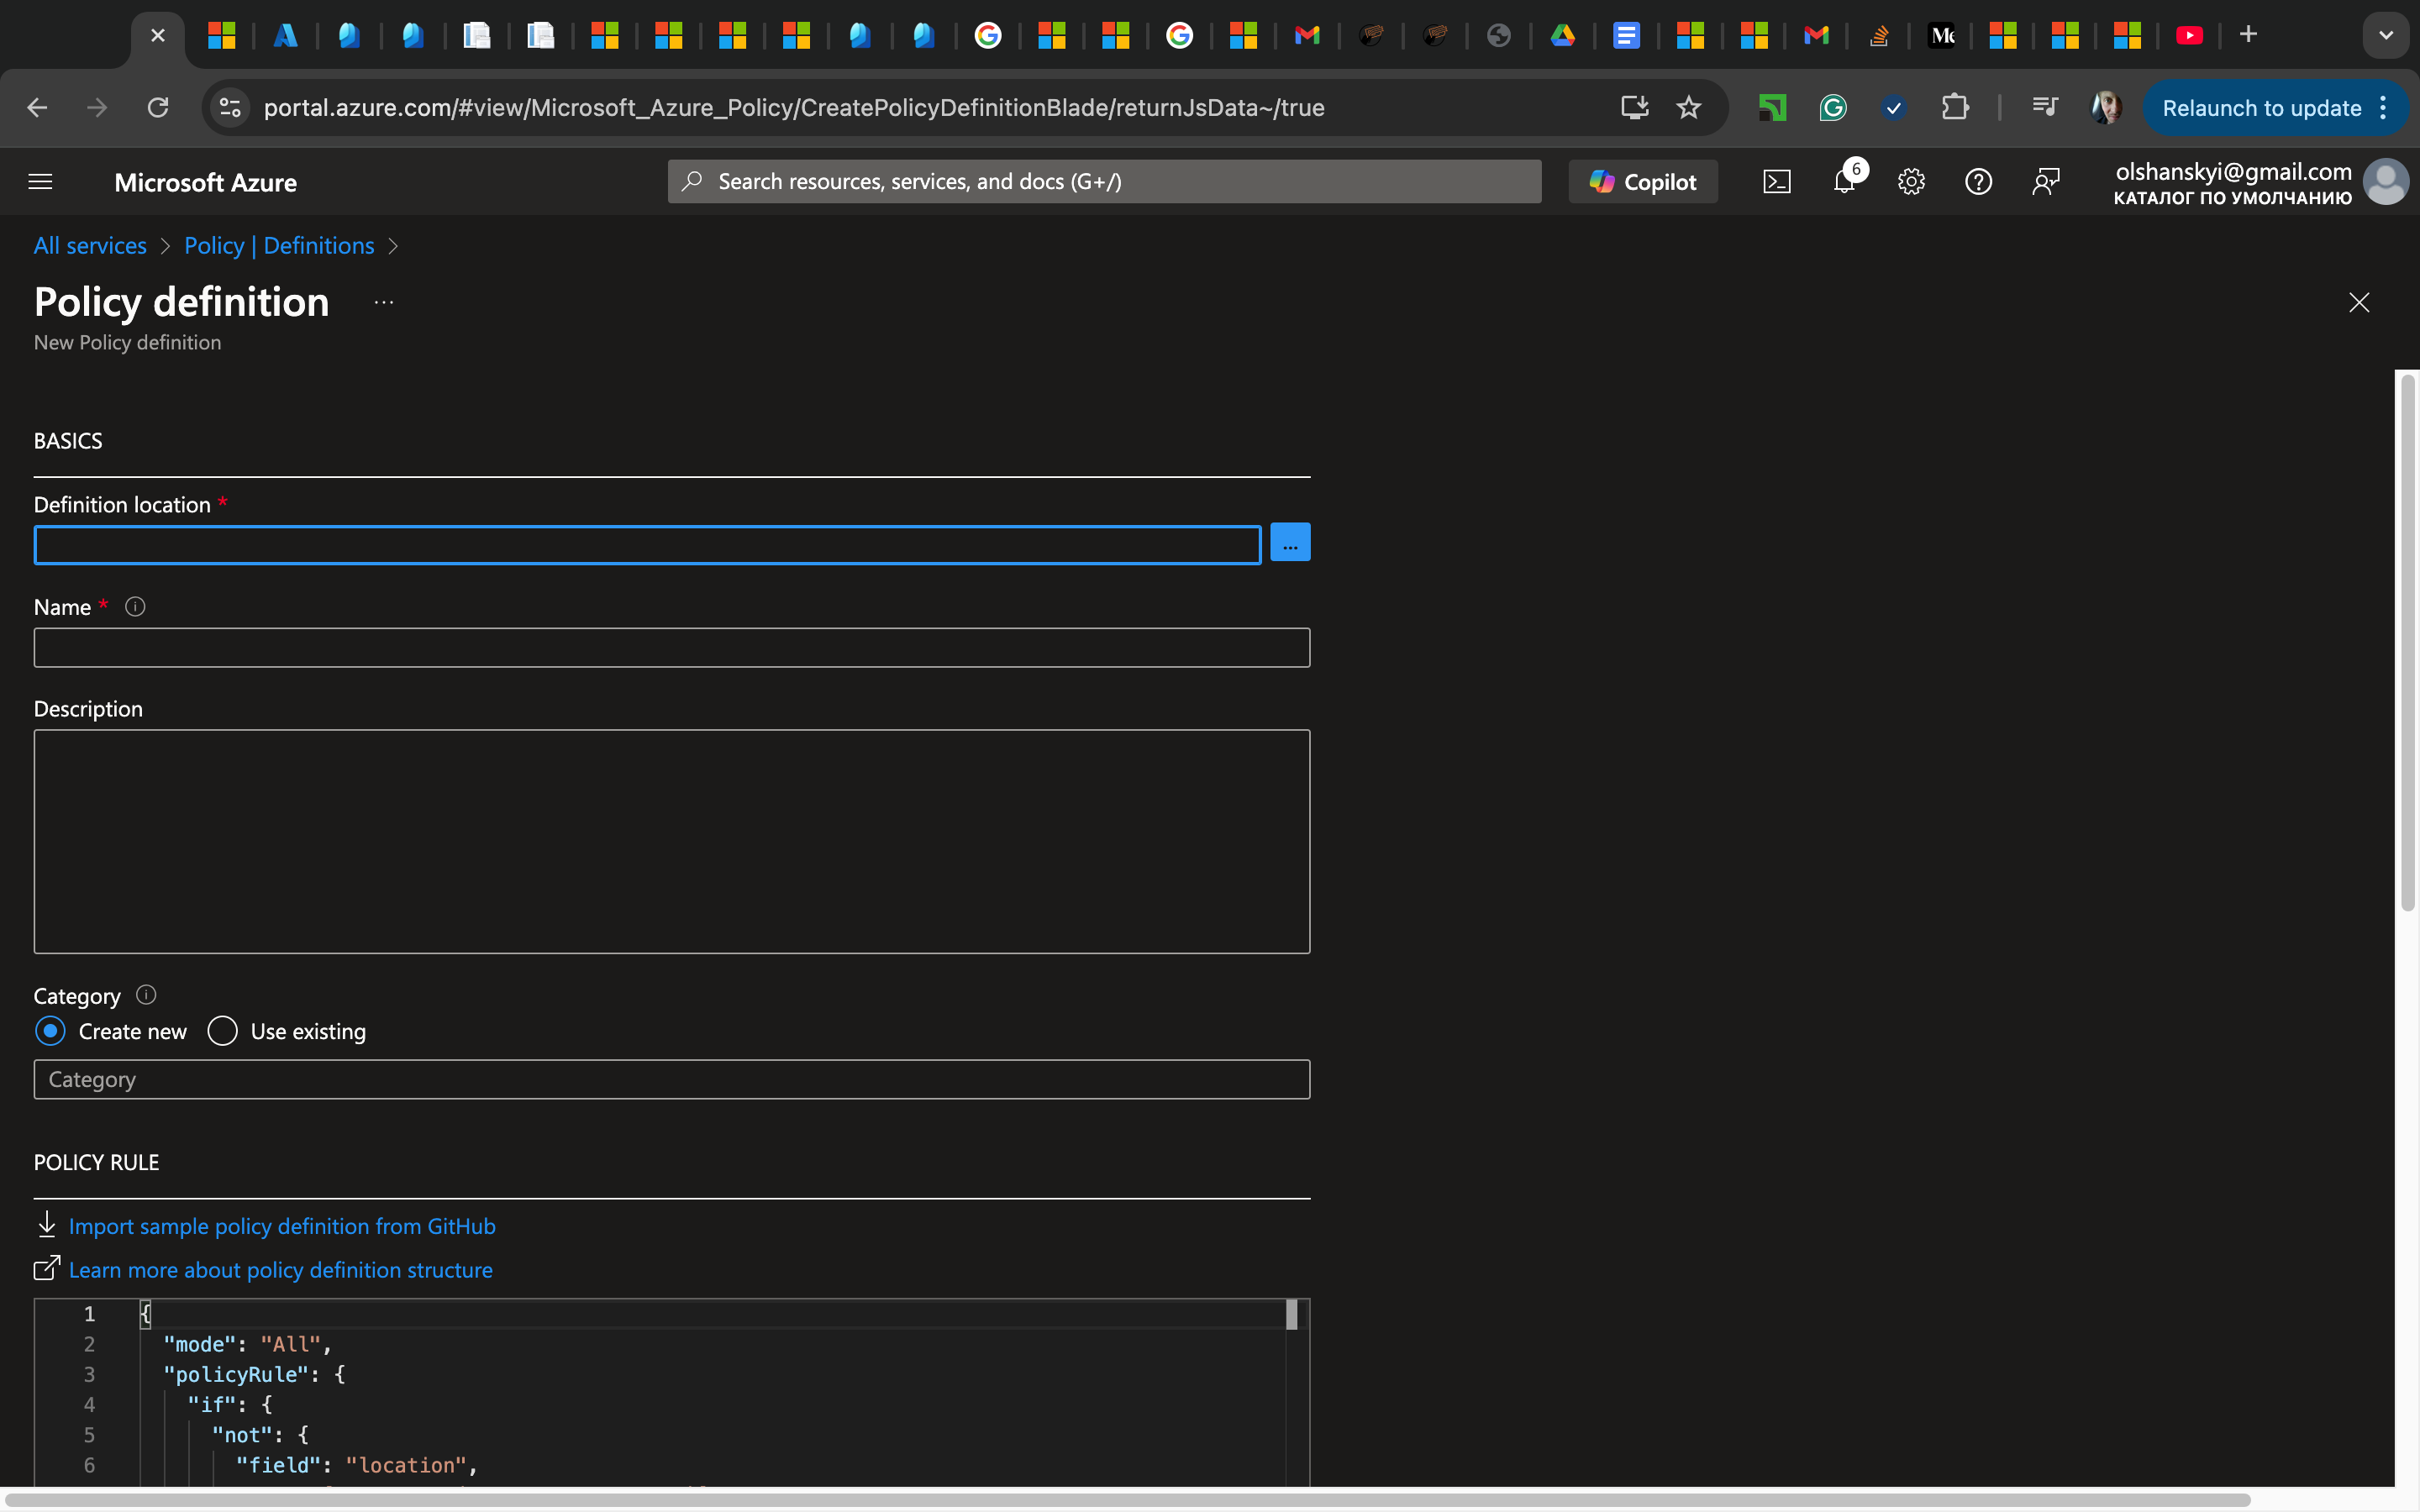 portal.azure.com/#view/Microsoft_Azure_Policy/CreatePolicyDefinitionBlade/returnJsData~/true
Relaunch to update
Microsoft Azure
Search resources, services, and docs (G+/)
Copilot
6
olshanskyi@gmail.com
КАТАЛОГ ПО УМОЛЧАНИЮ
All services > Policy | Definitions >
Policy definition ...
New Policy definition
BASICS
Definition location *
...
Name *
Description
Category
Create new
Use existing
Category
POLICY RULE
Import sample policy definition from GitHub
Learn more about policy definition structure
1 {
2 "mode": "All",
3 "policyRule": {
4 "if": {
5 "not": {
6 "field": "location",